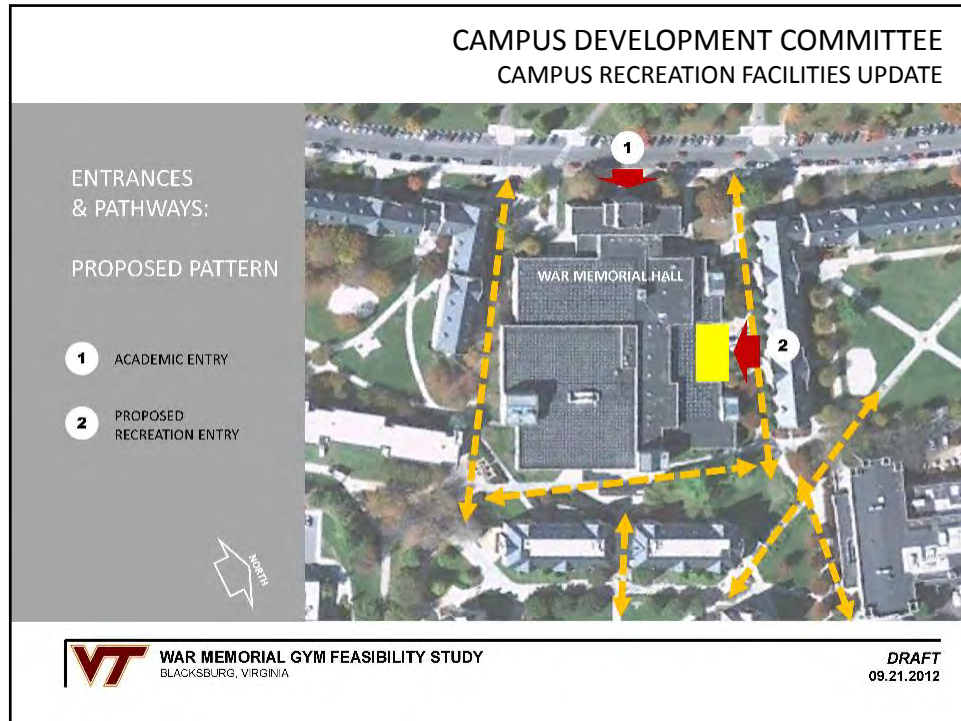 CAMPUS DEVELOPMENT COMMITTEE
CAMPUS RECREATION FACILITIES UPDATE
ENTRANCES
& PATHWAYS:
PROPOSED PATTERN
1 ACADEMIC ENTRY
2 PROPOSED
RECREATION ENTRY
NORTH
1
WAR MEMORIAL HALL
2
VT
WAR MEMORIAL GYM FEASIBILITY STUDY
BLACKSBURG, VIRGINIA
DRAFT
09.21.2012